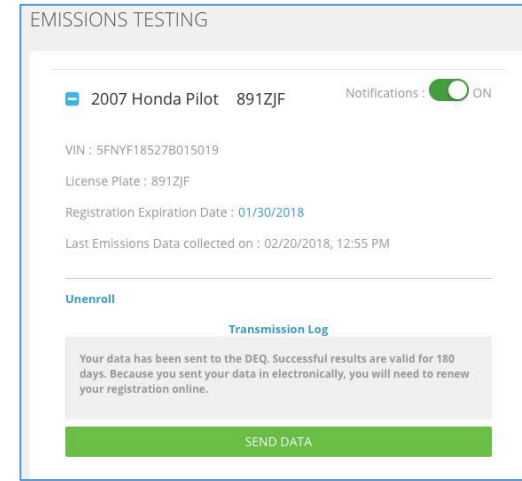 EMISSIONS TESTING
2007 Honda Pilot 891ZJF Notifications : ON
VIN : 5FNYF18527B015019
License Plate : 891ZJF
Registration Expiration Date : 01/30/2018
Last Emissions Data collected on : 02/20/2018, 12:55 PM
Unenroll
Transmission Log
Your data has been sent to the DEQ. Successful results are valid for 180
days. Because you sent your data in electronically, you will need to renew
your registration online.
SEND DATA